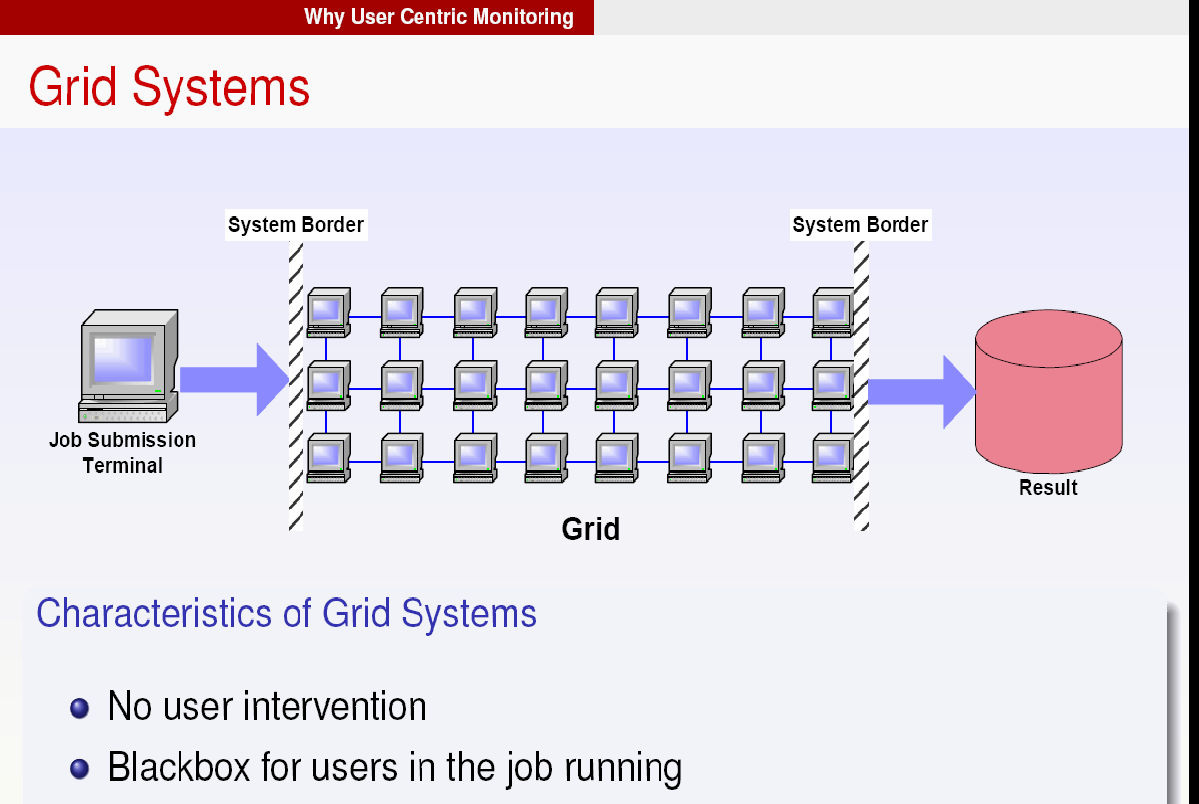 Why User Centric Monitoring
Grid Systems
System Border
System Border
Job Submission
Terminal
Result
Grid
Characteristics of Grid Systems
No user intervention
Blackbox for users in the job running